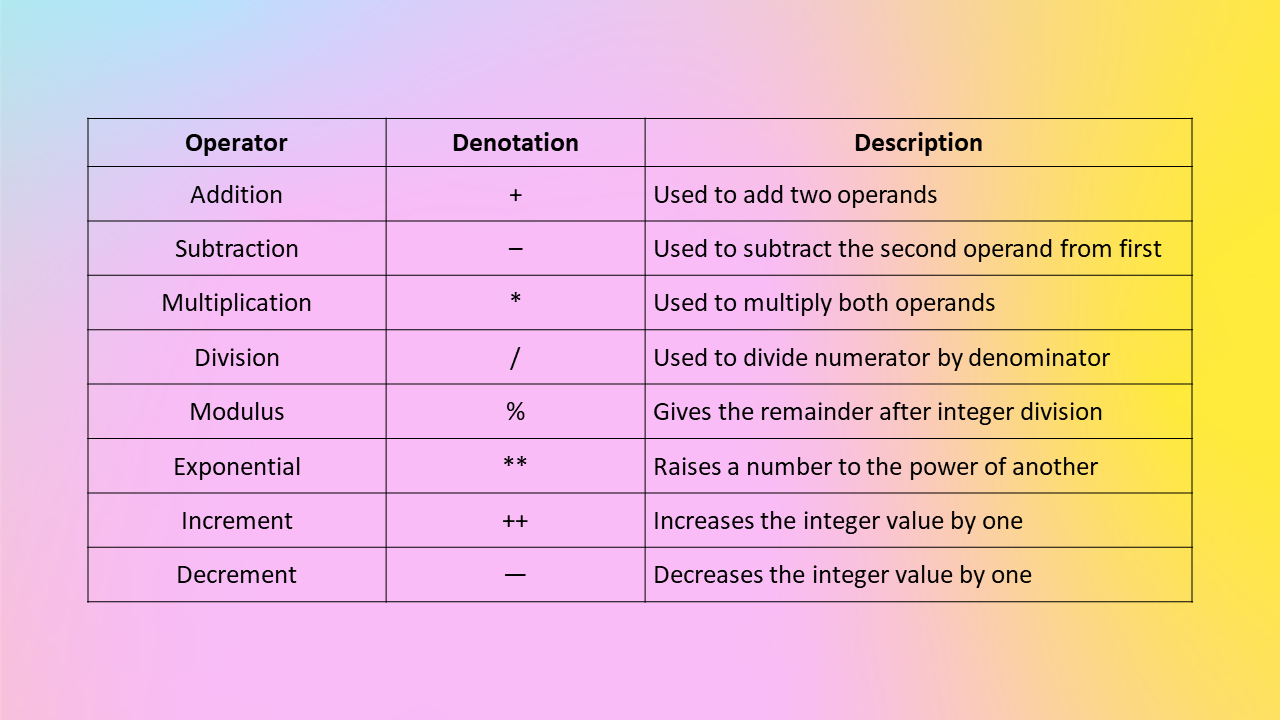 Operator Denotation Description
Addition + Used to add two operands
Subtraction – Used to subtract the second operand from first
Multiplication * Used to multiply both operands
Division / Used to divide numerator by denominator
Modulus % Gives the remainder after integer division
Exponential ** Raises a number to the power of another
Increment ++ Increases the integer value by one
Decrement — Decreases the integer value by one